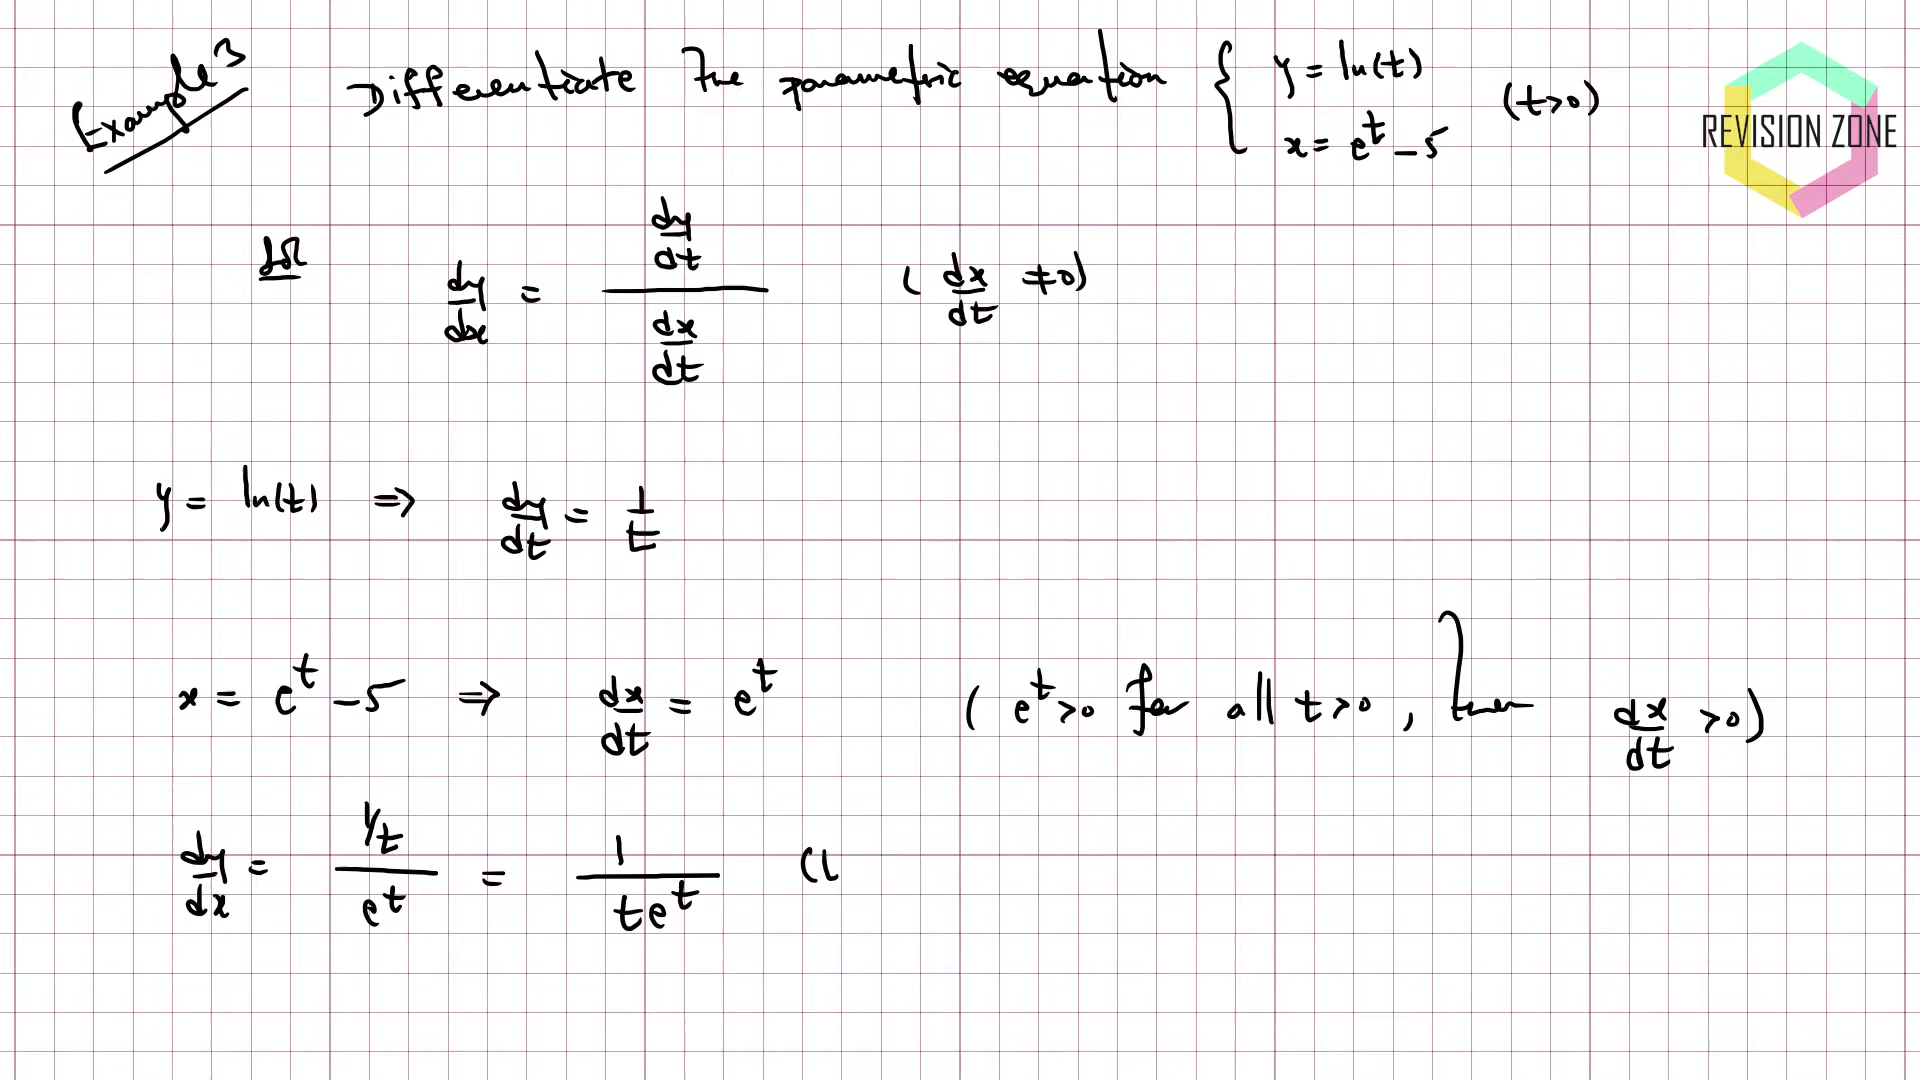 Example 3
Differentiate the parametric equation { y = ln(t) (t>0)
x = e^t - 5
REVISION ZONE
dy/dx = (dy/dt)/(dx/dt) ( dx/dt ≠0)
y = ln(t) ⇒ dy/dt = 1/t
x = e^t - 5 ⇒ dx/dt = e^t ( e^t >0 for all t>0, then dx/dt >0)
dy/dx = (1/t)/(e^t) = 1/(te^t) (